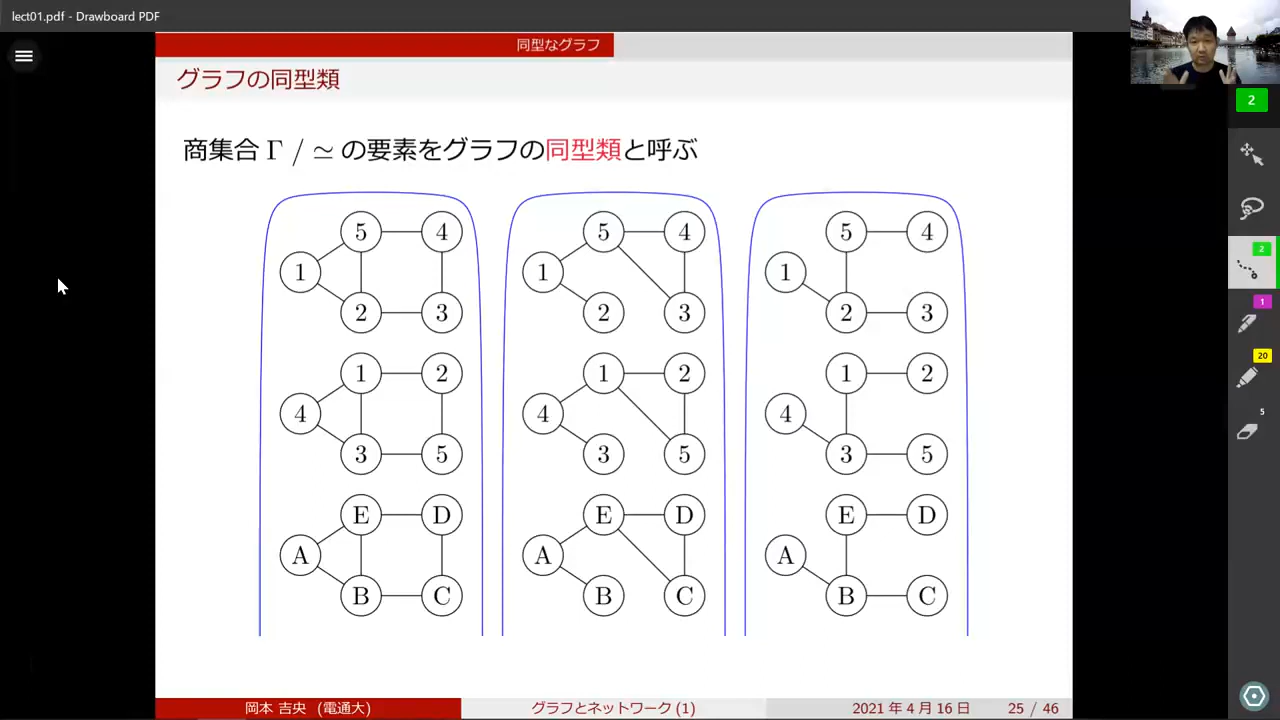 lect01.pdf - Drawboard PDF
同型なグラフ
グラフの同型類
商集合 Γ / ≃ の要素をグラフの同型類と呼ぶ
5 4 5 4 5 4
1 1 1
2 3 2 3 2 3
1 2 1 2 1 2
4 4 4
3 5 3 5 3 5
E D E D E D
A A A
B C B C B C
岡本 吉央 (電通大) グラフとネットワーク (1) 2021 年 4 月 16 日 25 / 46
2
2
1
20
5